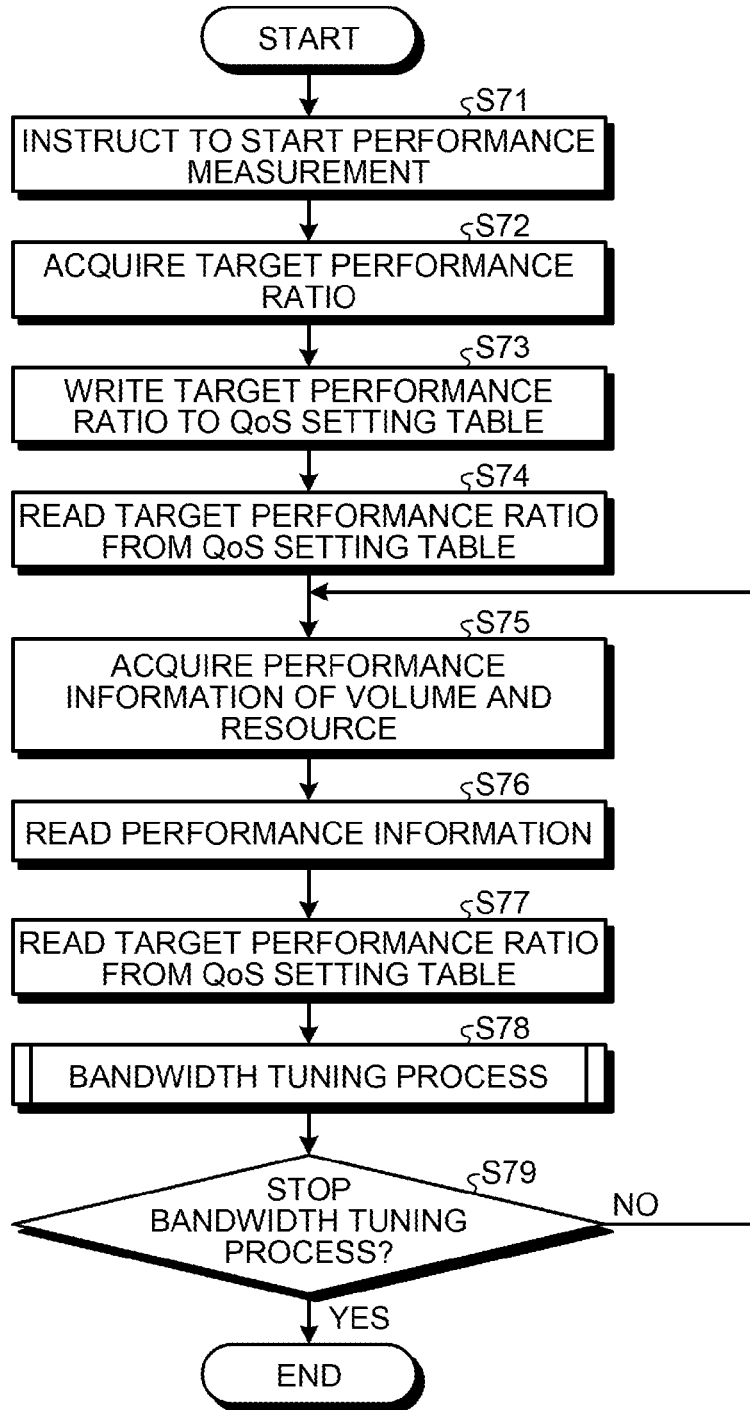 START
S71
INSTRUCT TO START PERFORMANCE
MEASUREMENT
S72
ACQUIRE TARGET PERFORMANCE
RATIO
S73
WRITE TARGET PERFORMANCE
RATIO TO QoS SETTING TABLE
S74
READ TARGET PERFORMANCE RATIO
FROM QoS SETTING TABLE
S75
ACQUIRE PERFORMANCE
INFORMATION OF VOLUME AND
RESOURCE
S76
READ PERFORMANCE INFORMATION
S77
READ TARGET PERFORMANCE RATIO
FROM QoS SETTING TABLE
S78
BANDWIDTH TUNING PROCESS
S79
STOP
BANDWIDTH TUNING
PROCESS?
NO
YES
END